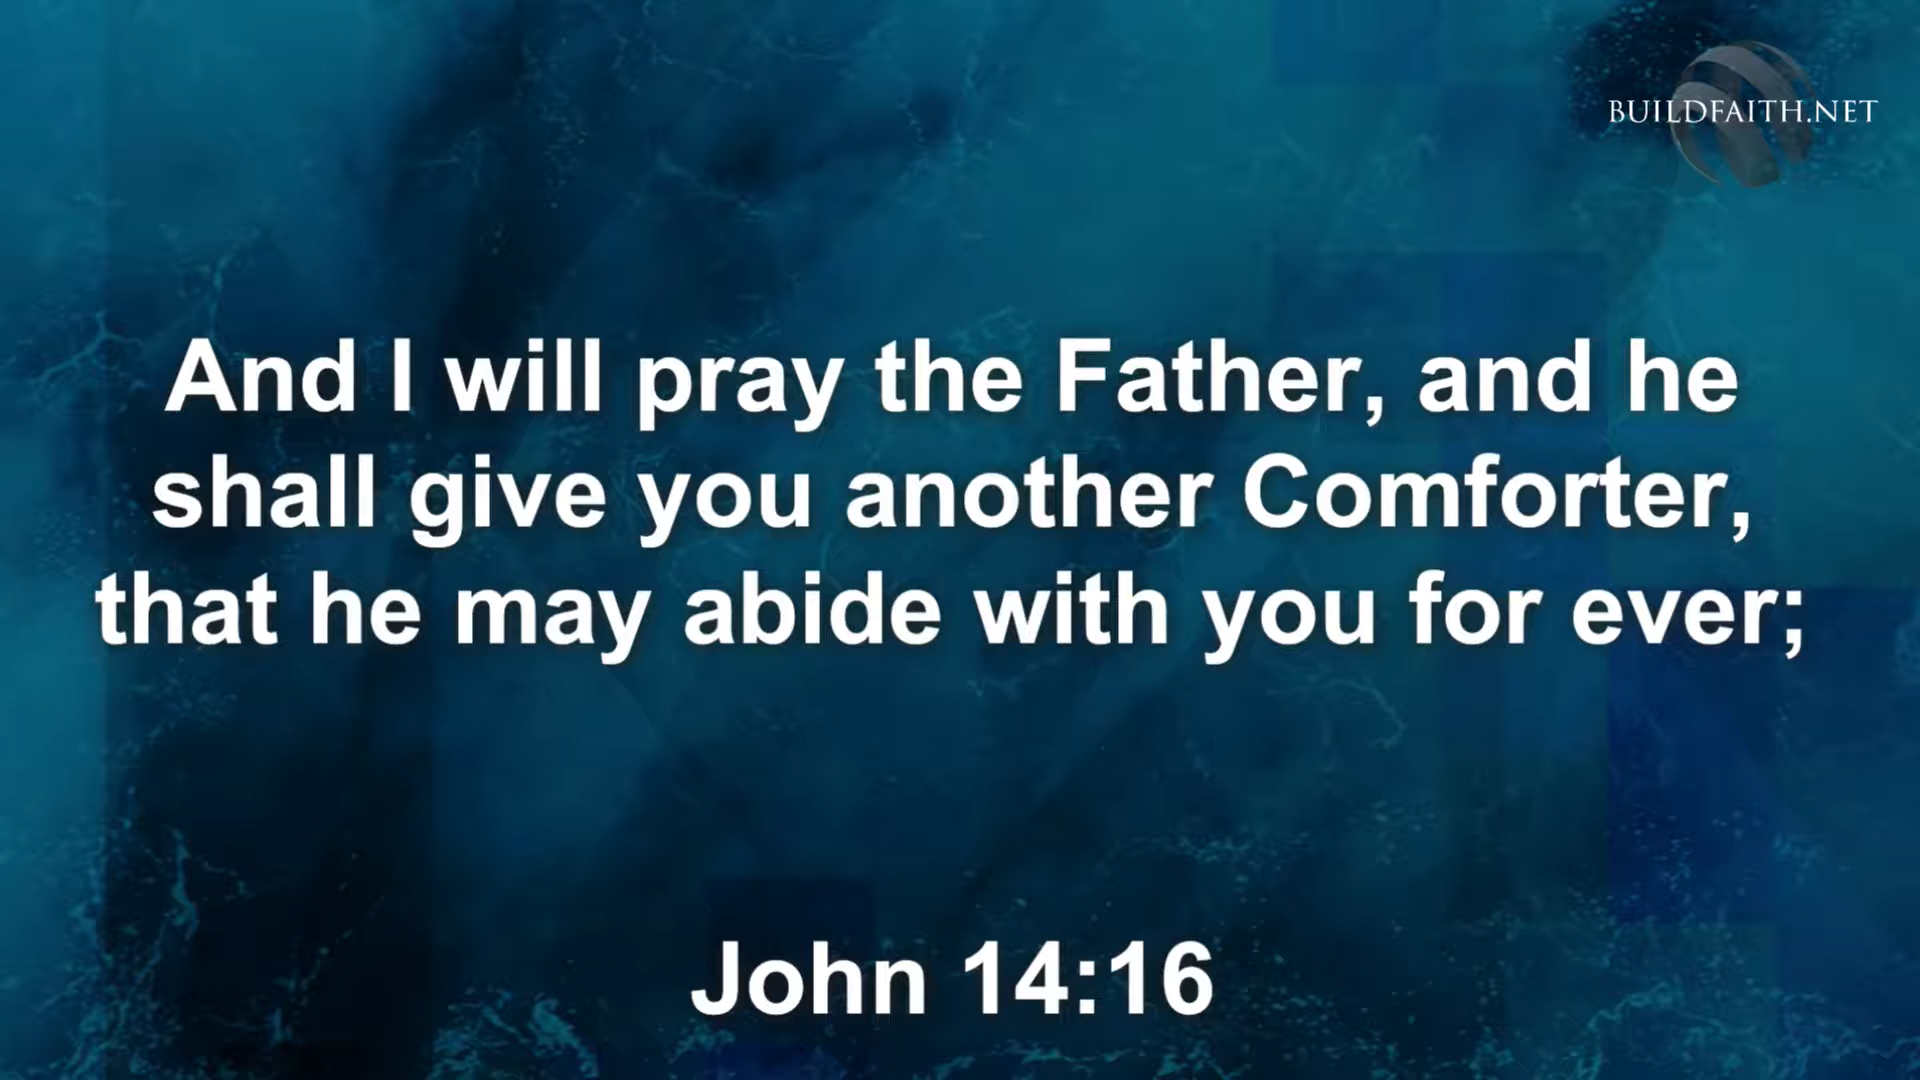 BUILDFAITH.NET
And I will pray the Father, and he
shall give you another Comforter,
that he may abide with you for ever;
John 14:16